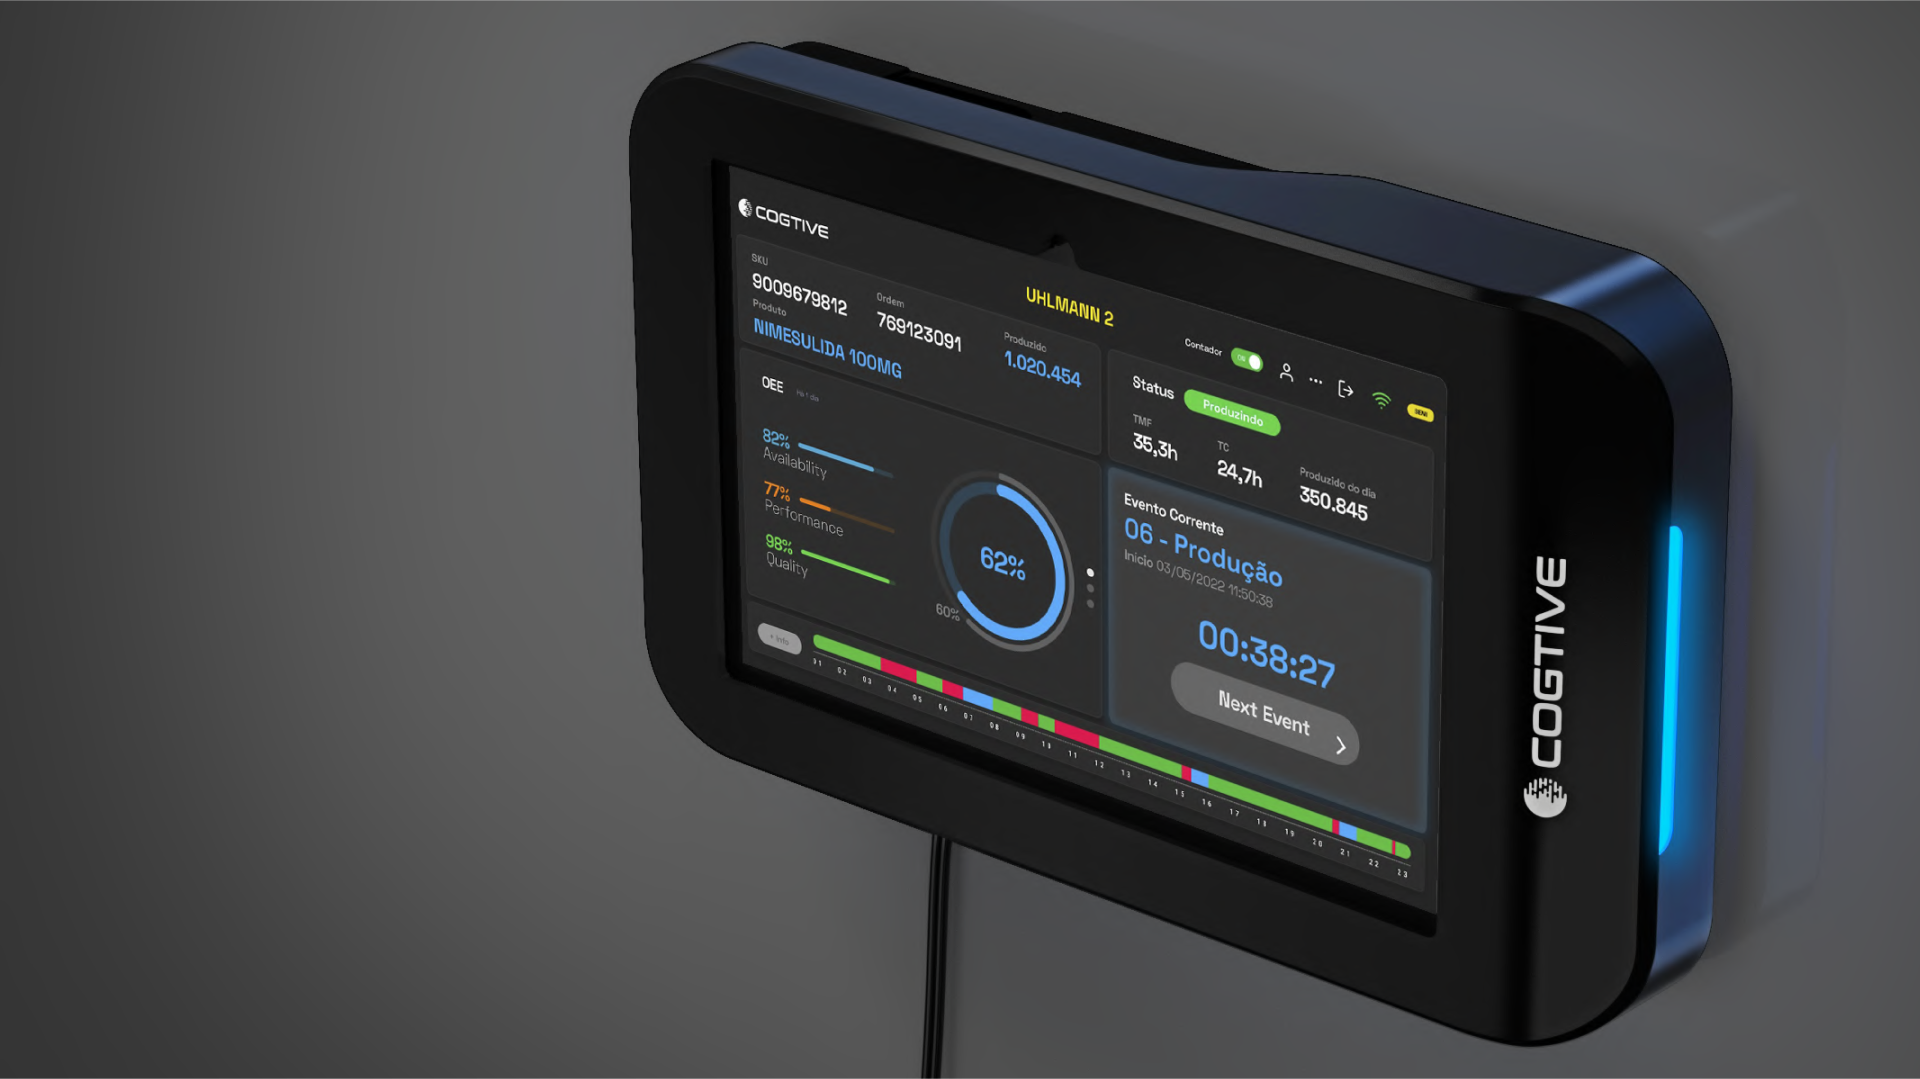 COGTIVE
UHLMANN 2
Contador
SKU
9009679812
Ordem
769123091
Produto
NIMESULIDA 100MG
Produzido
1.020.454
Status
Produzindo
TMF
35,3h
TC
24,7h
Produzido do dia
350.845
OEE
82%
Availability
77%
Performance
98%
Quality
62%
60%
Evento Corrente
06 - Produção
Inicio 03/05/2022 11:50:38
00:38:27
Next Event
+ Info
01 02 03 04 05 06 07 08 09 10 11 12 13 14 15 16 17 18 19 20 21 22 23
COGTIVE